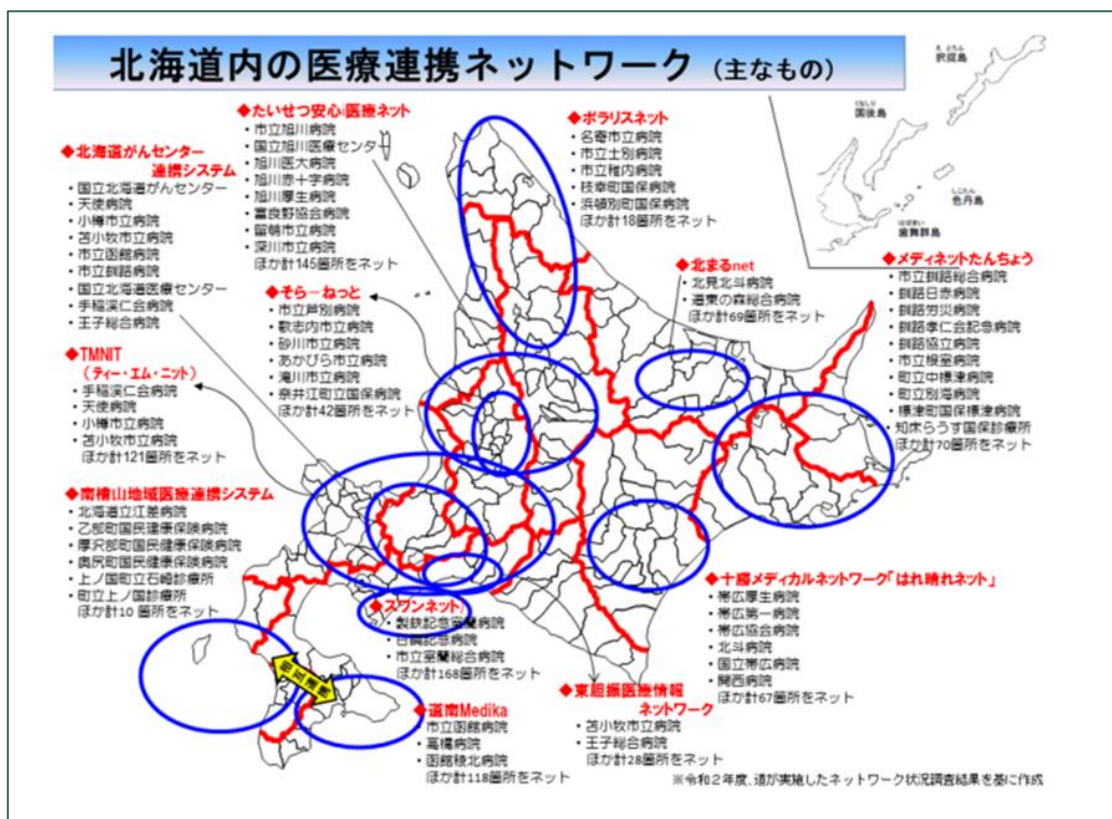 北海道内の医療連携ネットワーク（主なもの）
えとろふ
択捉島
くなしり
国後島
しこたん
色丹島
はぼまい
歯舞群島
◆北海道がんセンター
連携システム
・国立北海道がんセンター
・天使病院
・小樽市立病院
・苫小牧市立病院
・市立函館病院
・市立釧路病院
・国立北海道医療センター
・手稲渓仁会病院
・王子総合病院
◆たいせつ安心i医療ネット
・市立旭川病院
・国立旭川医療センター
・旭川医大病院
・旭川赤十字病院
・旭川厚生病院
・富良野協会病院
・留萌市立病院
・深川市立病院
ほか計145箇所をネット
◆ポラリスネット
・名寄市立病院
・市立士別病院
・市立稚内病院
・枝幸町国保病院
・浜頓別町国保病院
ほか計18箇所をネット
◆北まるnet
・北見北斗病院
・道東の森総合病院
ほか計69箇所をネット
◆メディネットたんちょう
・市立釧路総合病院
・釧路日赤病院
・釧路労災病院
・釧路孝仁会記念病院
・釧路協立病院
・市立根室病院
・町立中標津病院
・町立別海病院
・標津町国保標津病院
・知床らうす国保診療所
ほか計70箇所をネット
◆そらーねっと
・市立芦別病院
・歌志内市立病院
・砂川市立病院
・あかびら市立病院
・滝川市立病院
・奈井江町立国保病院
ほか計42箇所をネット
◆TMNIT
（ティー・エム・ニット）
・手稲渓仁会病院
・天使病院
・小樽市立病院
・苫小牧市立病院
ほか計121箇所をネット
◆南檜山地域医療連携システム
・北海道立江差病院
・乙部町国民健康保険病院
・厚沢部町国民健康保険病院
・奥尻町国民健康保険病院
・上ノ国町立石崎診療所
・町立上ノ国診療所
ほか計10箇所をネット
◆スワンネット
・製鉄記念室蘭病院
・日鋼記念病院
・市立室蘭総合病院
ほか計168箇所をネット
相互連携
◆道南Medika
・市立函館病院
・高橋病院
・函館稜北病院
ほか計118箇所をネット
◆東胆振医療情報
ネットワーク
・苫小牧市立病院
・王子総合病院
ほか計28箇所をネット
◆十勝メディカルネットワーク「はれ晴れネット」
・帯広厚生病院
・帯広第一病院
・帯広協会病院
・北斗病院
・国立帯広病院
・開西病院
ほか計67箇所をネット
※令和２年度、道が実施したネットワーク状況調査結果を基に作成